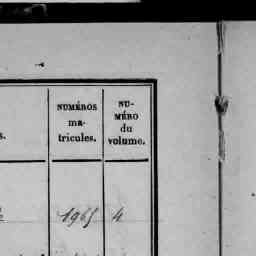 NUMÉROS
ma-
tricules.
NU-
MÉRO
du
volume.
s.
1965 4